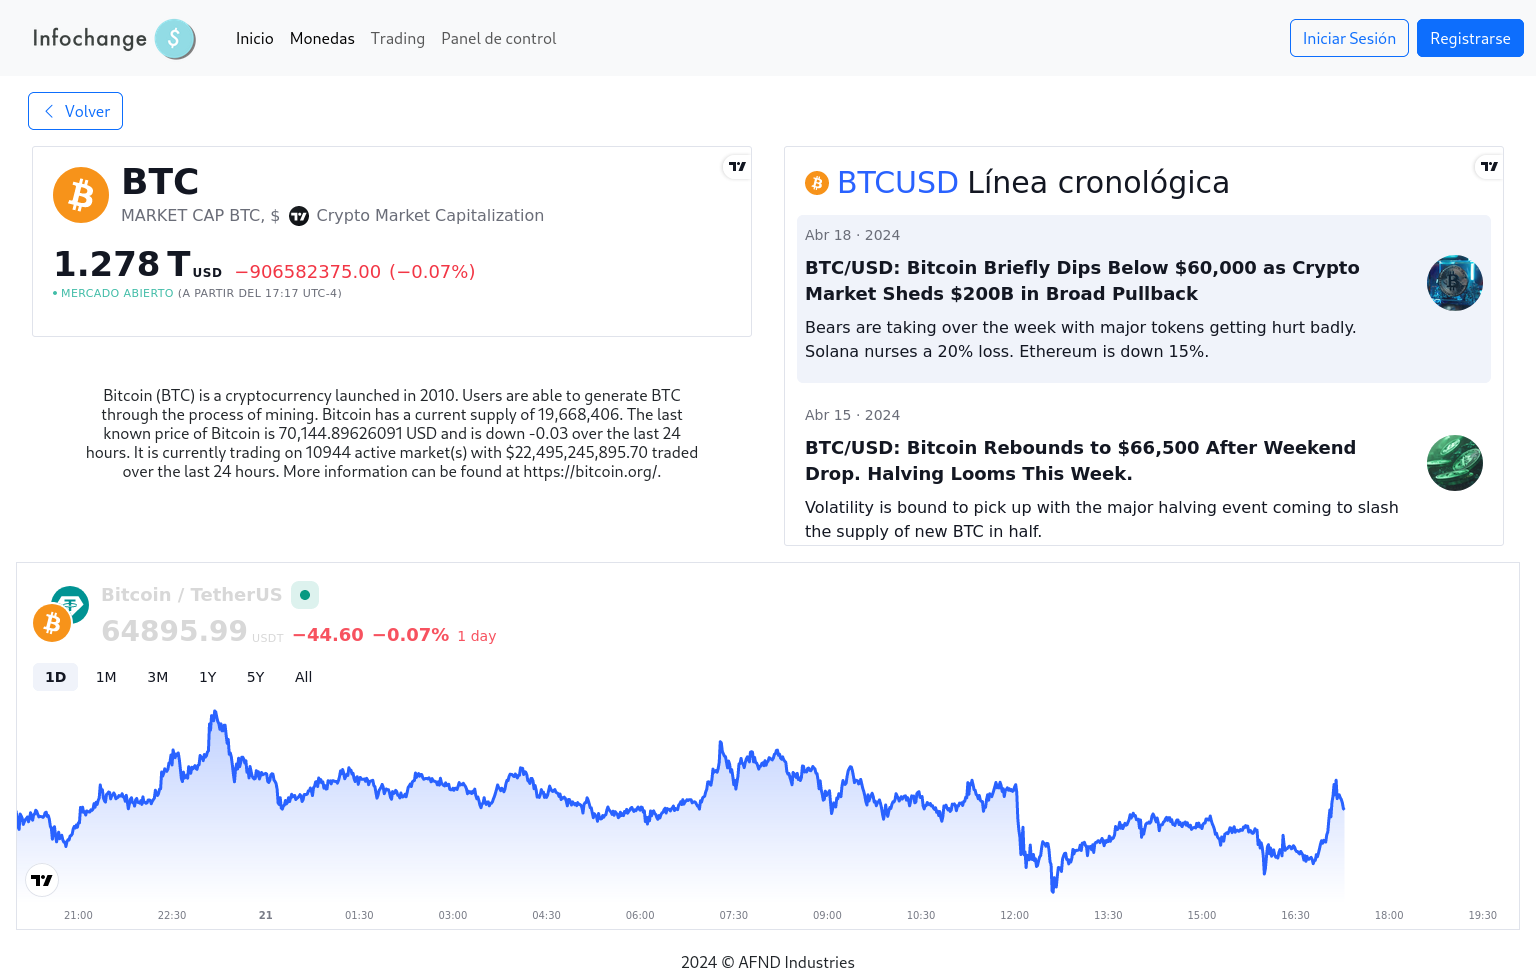 Infochange $
Inicio Monedas Trading Panel de control
Iniciar Sesión Registrarse
Volver
BTC
MARKET CAP BTC, $ Crypto Market Capitalization
1.278 T USD −906582375.00 (−0.07%)
MERCADO ABIERTO (A PARTIR DEL 17:17 UTC-4)
Bitcoin (BTC) is a cryptocurrency launched in 2010. Users are able to generate BTC
through the process of mining. Bitcoin has a current supply of 19,668,406. The last
known price of Bitcoin is 70,144.89626091 USD and is down -0.03 over the last 24
hours. It is currently trading on 10944 active market(s) with $22,495,245,895.70 traded
over the last 24 hours. More information can be found at https://bitcoin.org/.
BTCUSD Línea cronológica
Abr 18 · 2024
BTC/USD: Bitcoin Briefly Dips Below $60,000 as Crypto
Market Sheds $200B in Broad Pullback
Bears are taking over the week with major tokens getting hurt badly.
Solana nurses a 20% loss. Ethereum is down 15%.
Abr 15 · 2024
BTC/USD: Bitcoin Rebounds to $66,500 After Weekend
Drop. Halving Looms This Week.
Volatility is bound to pick up with the major halving event coming to slash
the supply of new BTC in half.
Bitcoin / TetherUS
64895.99 USDT −44.60 −0.07% 1 day
1D 1M 3M 1Y 5Y All
21:00 22:30 21 01:30 03:00 04:30 06:00 07:30 09:00 10:30 12:00 13:30 15:00 16:30 18:00 19:30
2024 © AFND Industries